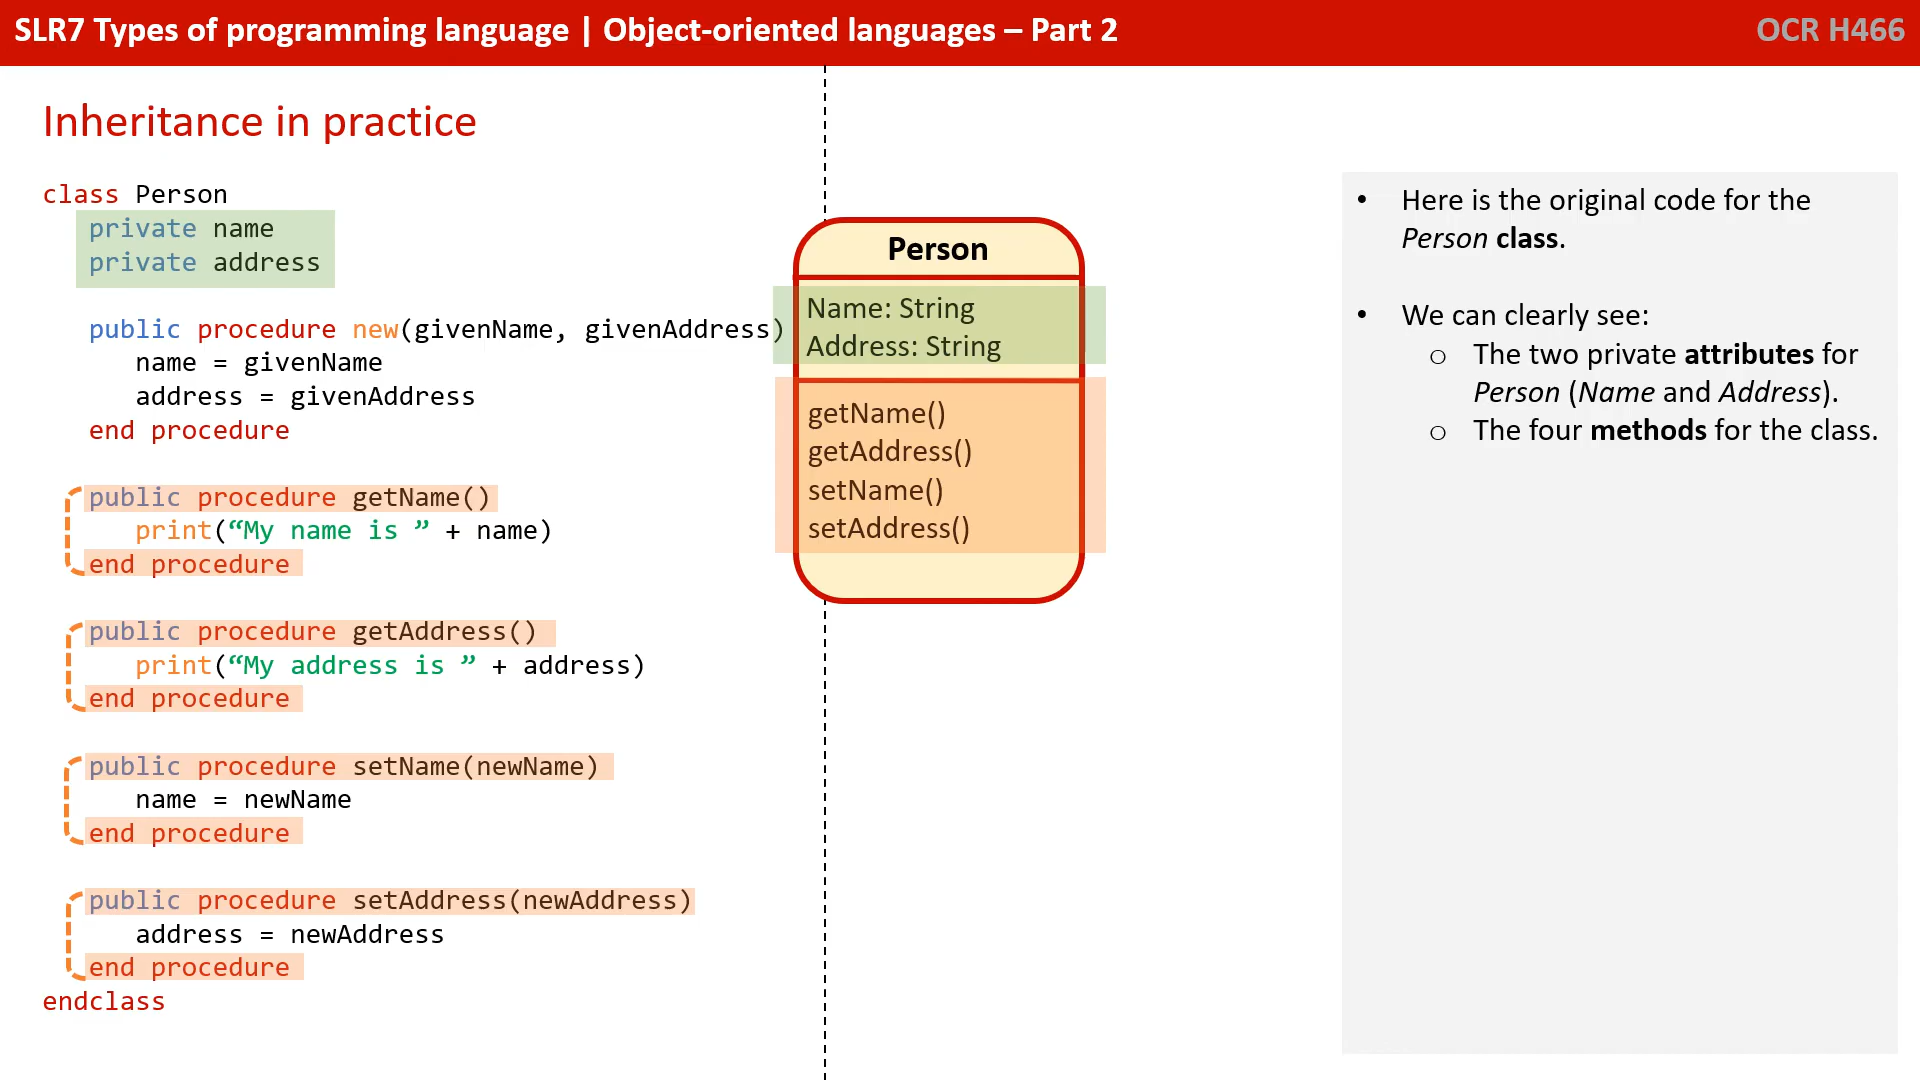 SLR7 Types of programming language | Object-oriented languages – Part 2
OCR H466
Inheritance in practice
class Person
private name
private address
public procedure new(givenName, givenAddress)
name = givenName
address = givenAddress
end procedure
public procedure getName()
print(“My name is ” + name)
end procedure
public procedure getAddress()
print(“My address is ” + address)
end procedure
public procedure setName(newName)
name = newName
end procedure
public procedure setAddress(newAddress)
address = newAddress
end procedure
endclass
Person
Name: String
Address: String
getName()
getAddress()
setName()
setAddress()
• Here is the original code for the
Person class.
• We can clearly see:
o The two private attributes for
Person (Name and Address).
o The four methods for the class.